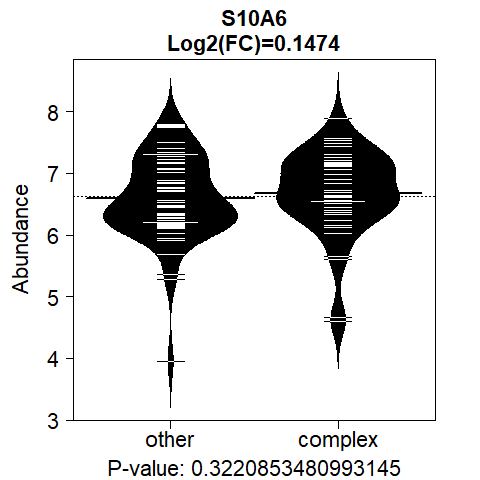 S10A6
Log2(FC)=0.1474
Abundance
8
7
6
5
4
3
other complex
P-value: 0.3220853480993145